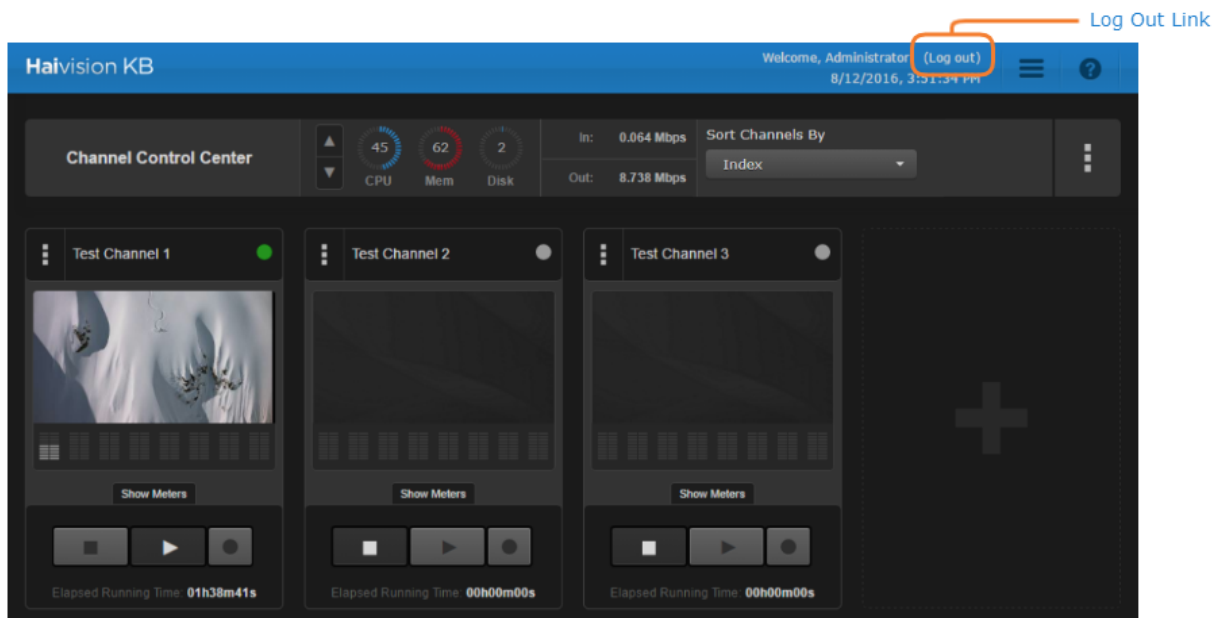 Log Out Link
Haivision KB
Welcome, Administrator (Log out)
8/12/2016, 3:51:34 PM
Channel Control Center
45
CPU
62
Mem
2
Disk
In: 0.064 Mbps
Out: 8.738 Mbps
Sort Channels By
Index
Test Channel 1
Test Channel 2
Test Channel 3
Show Meters
Show Meters
Show Meters
Elapsed Running Time: 01h38m41s
Elapsed Running Time: 00h00m00s
Elapsed Running Time: 00h00m00s